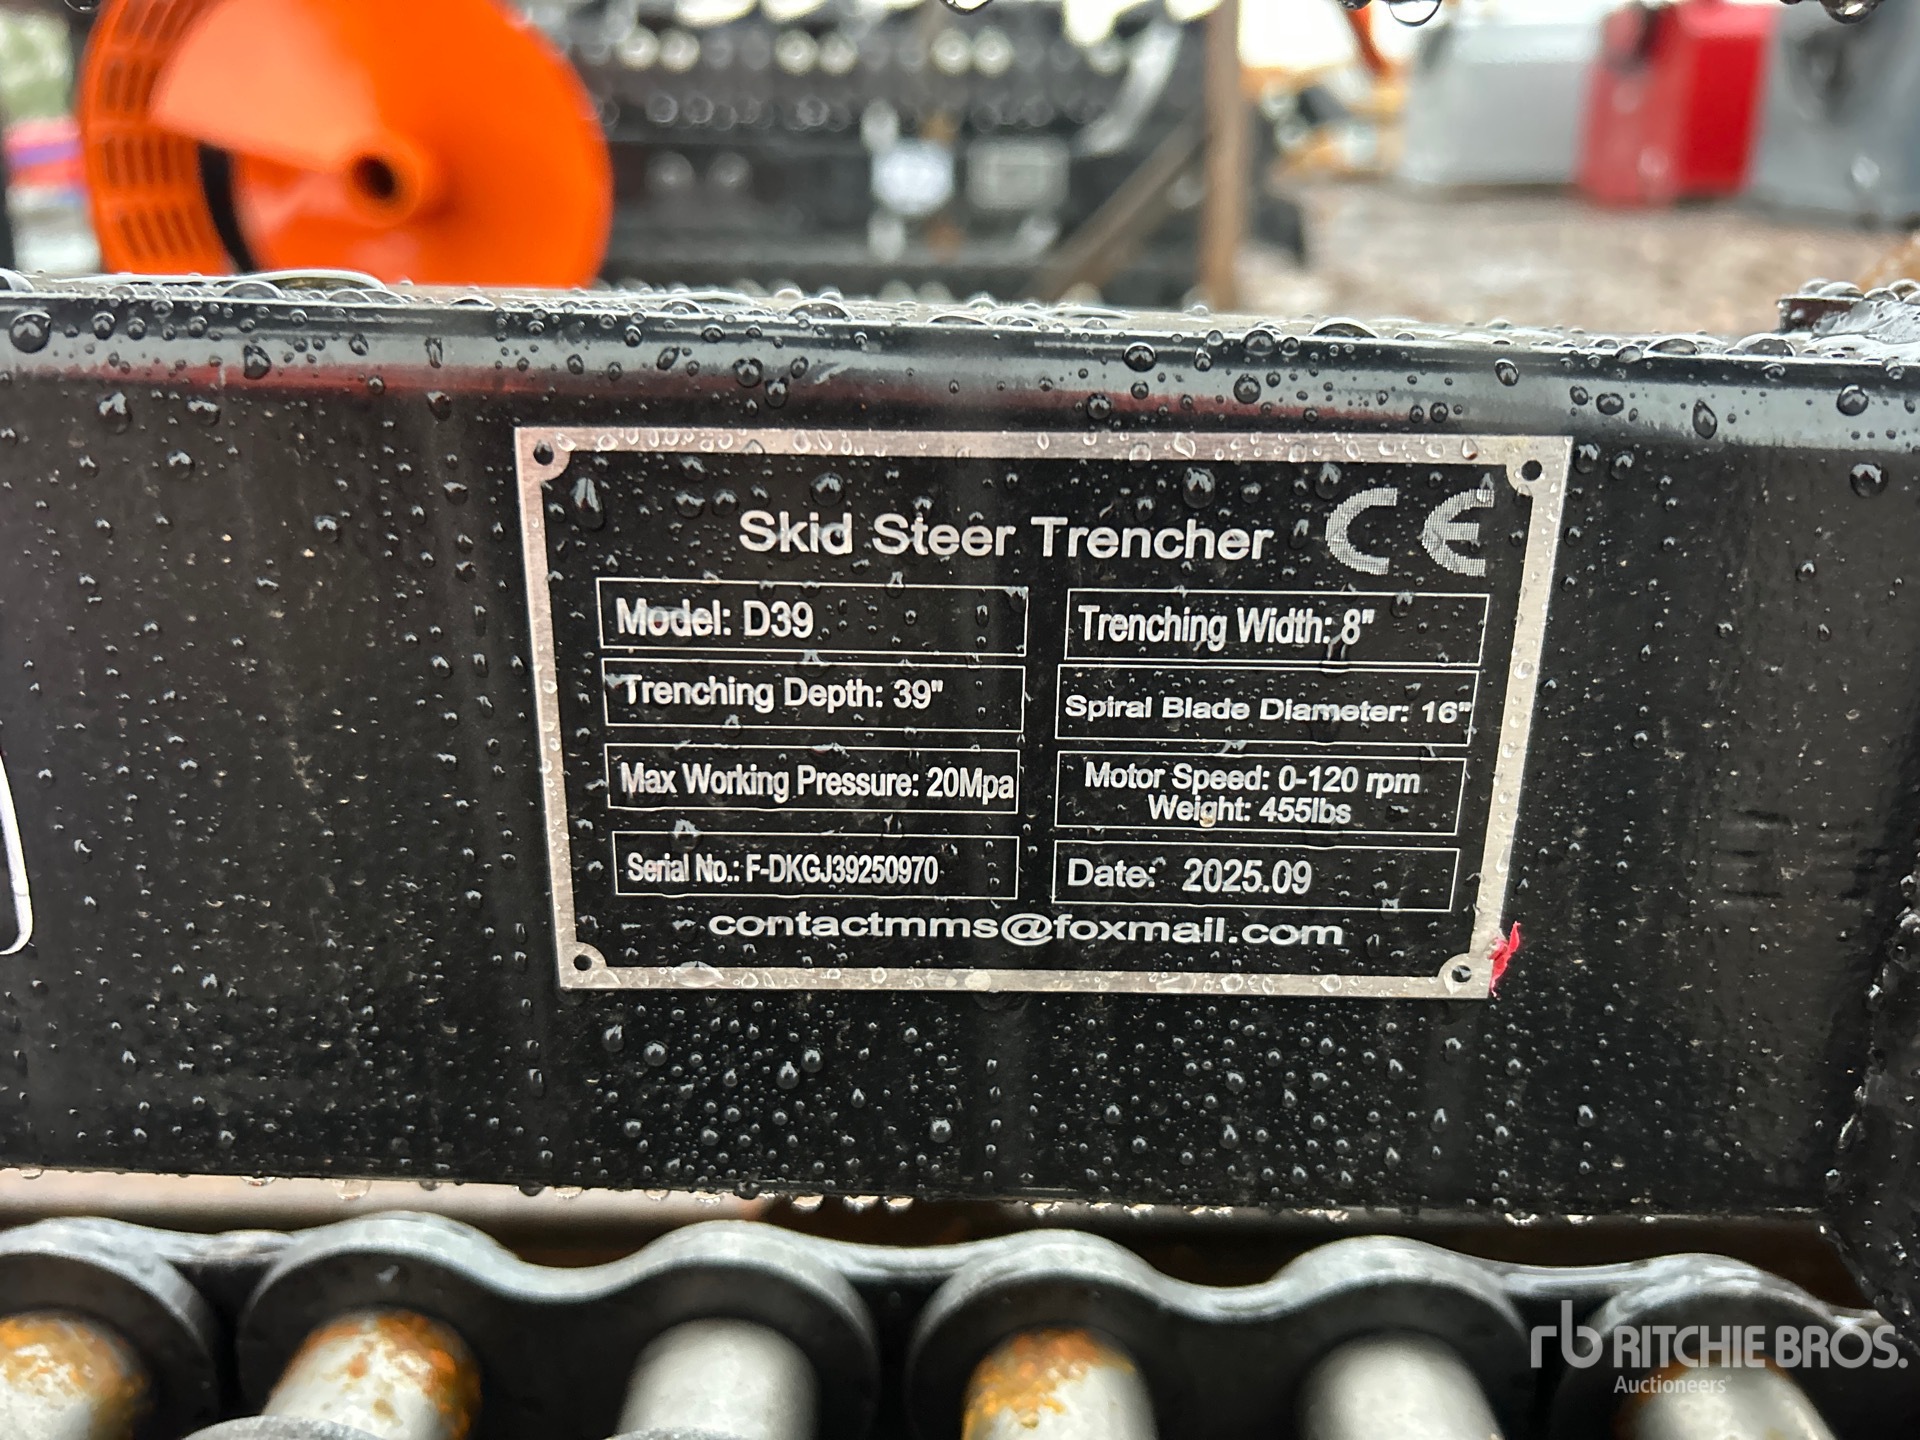 Skid Steer Trencher CE
Model: D39
Trenching Width: 8"
Trenching Depth: 39"
Spiral Blade Diameter: 16"
Max Working Pressure: 20Mpa
Motor Speed: 0-120 rpm
Weight: 455lbs
Serial No.: F-DKGJ39250970
Date: 2025.09
contactmms@foxmail.com
rb RITCHIE BROS.
Auctioneers